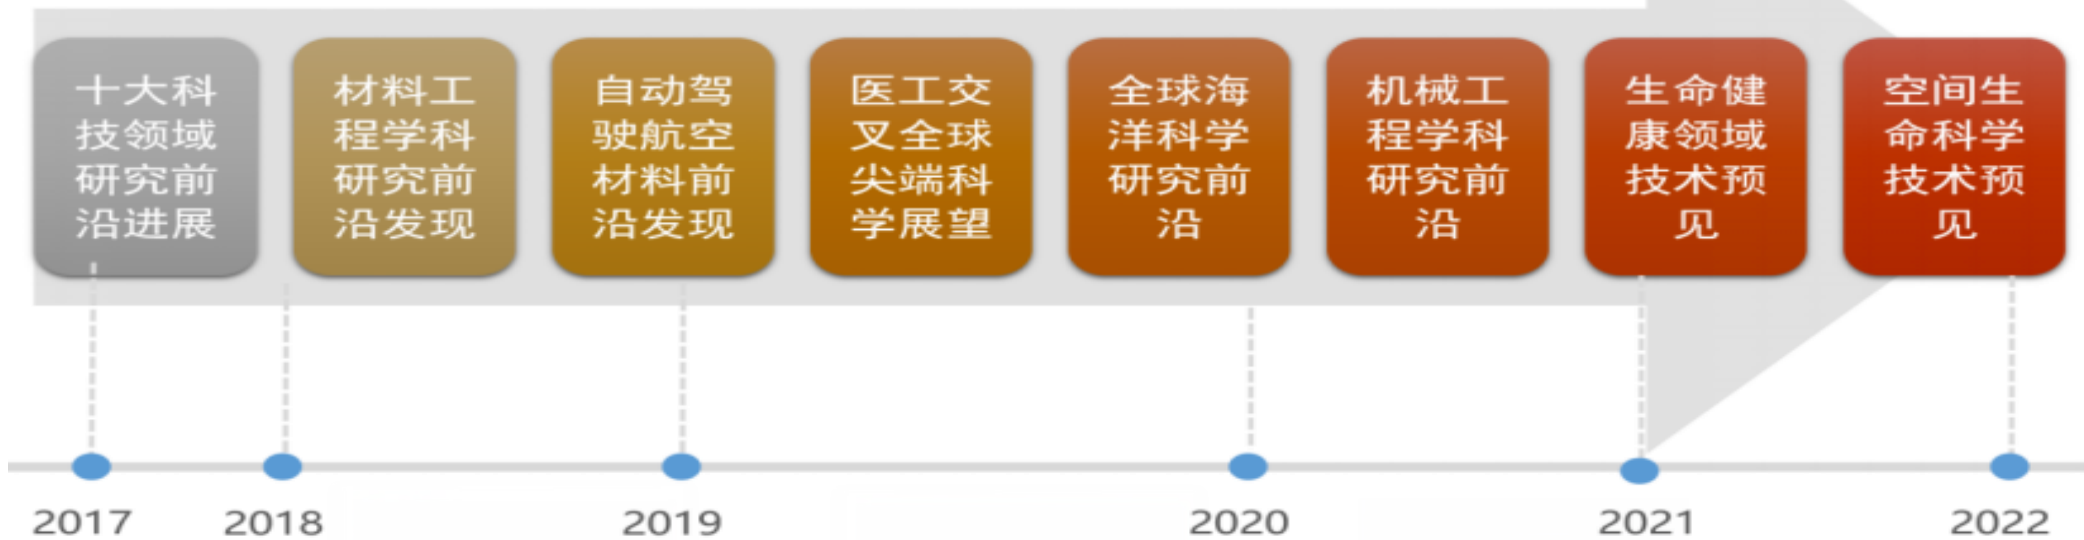 十大科
技领域
研究前
沿进展
材料工
程学科
研究前
沿发现
自动驾
驶航空
材料前
沿发现
医工交
叉全球
尖端科
学展望
全球海
洋科学
研究前
沿
机械工
程学科
研究前
沿
生命健
康领域
技术预
见
空间生
命科学
技术预
见
2017
2018
2019
2020
2021
2022